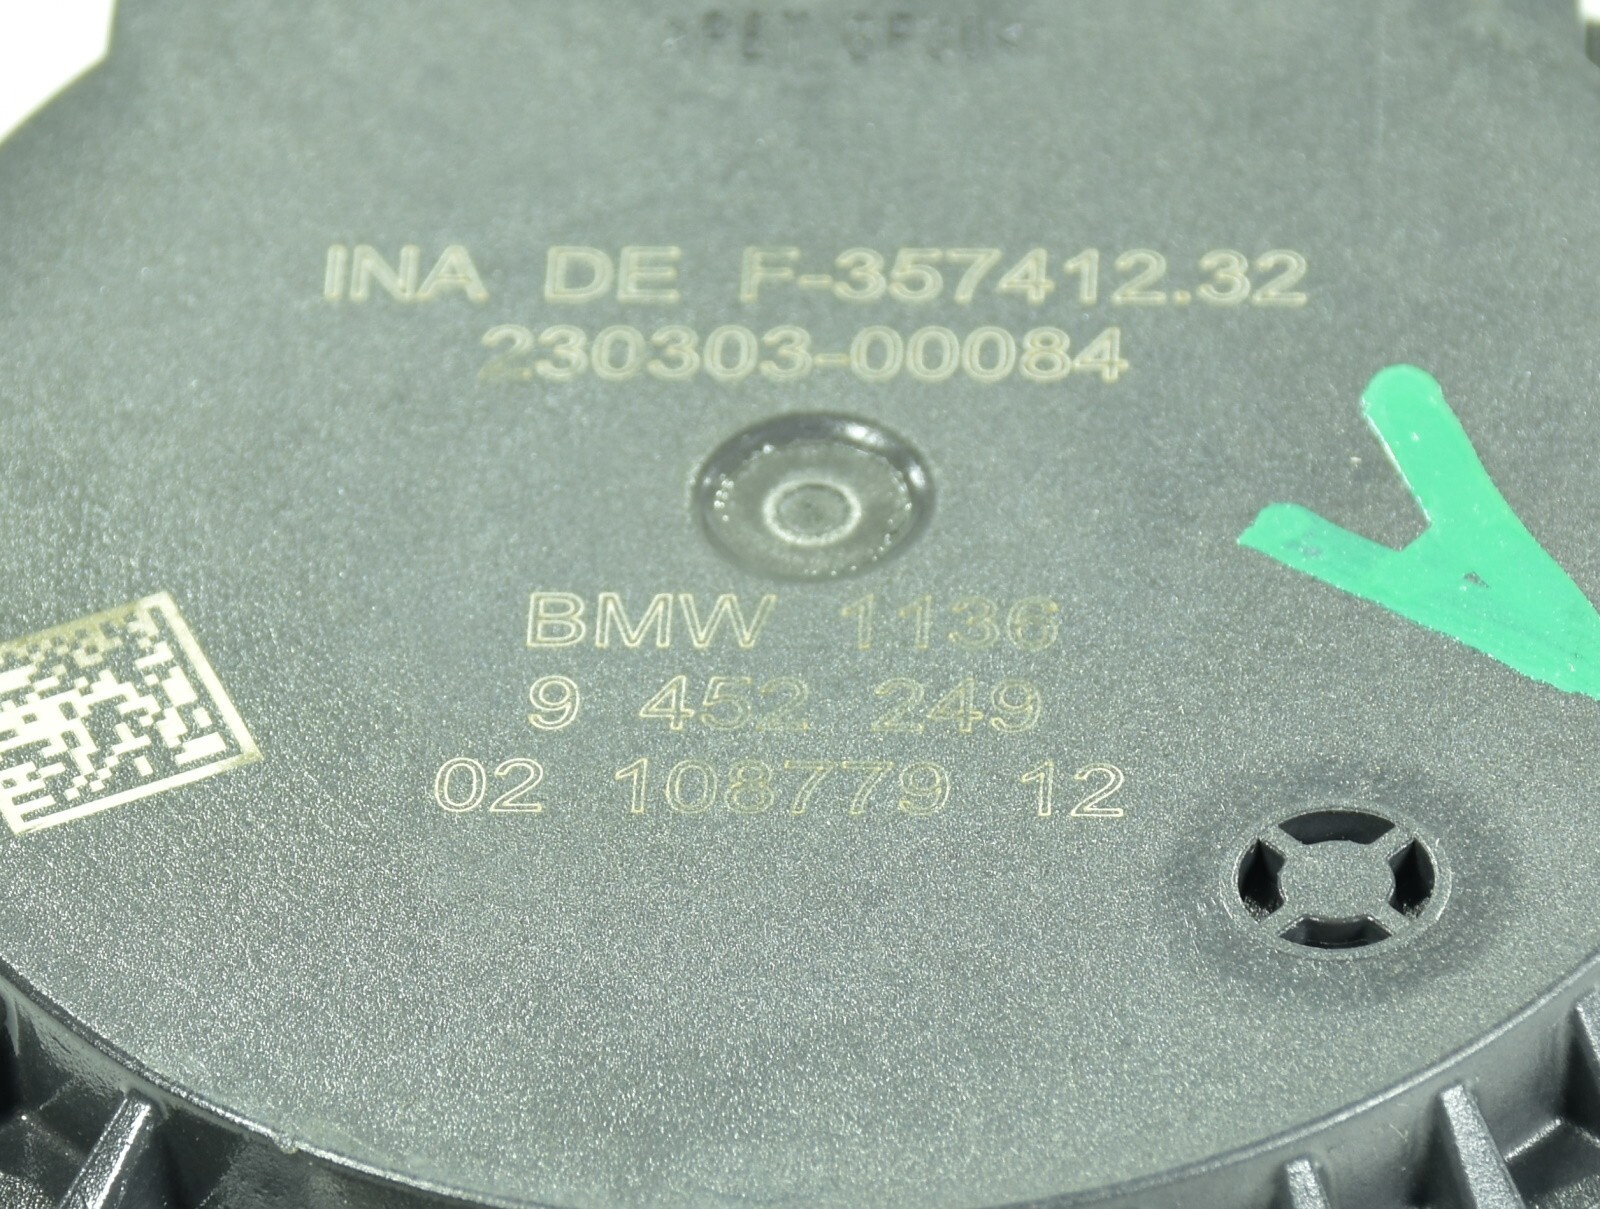 INA DE F-357412.32
230303-00084
BMW 1136
9 452 249
02 108779 12